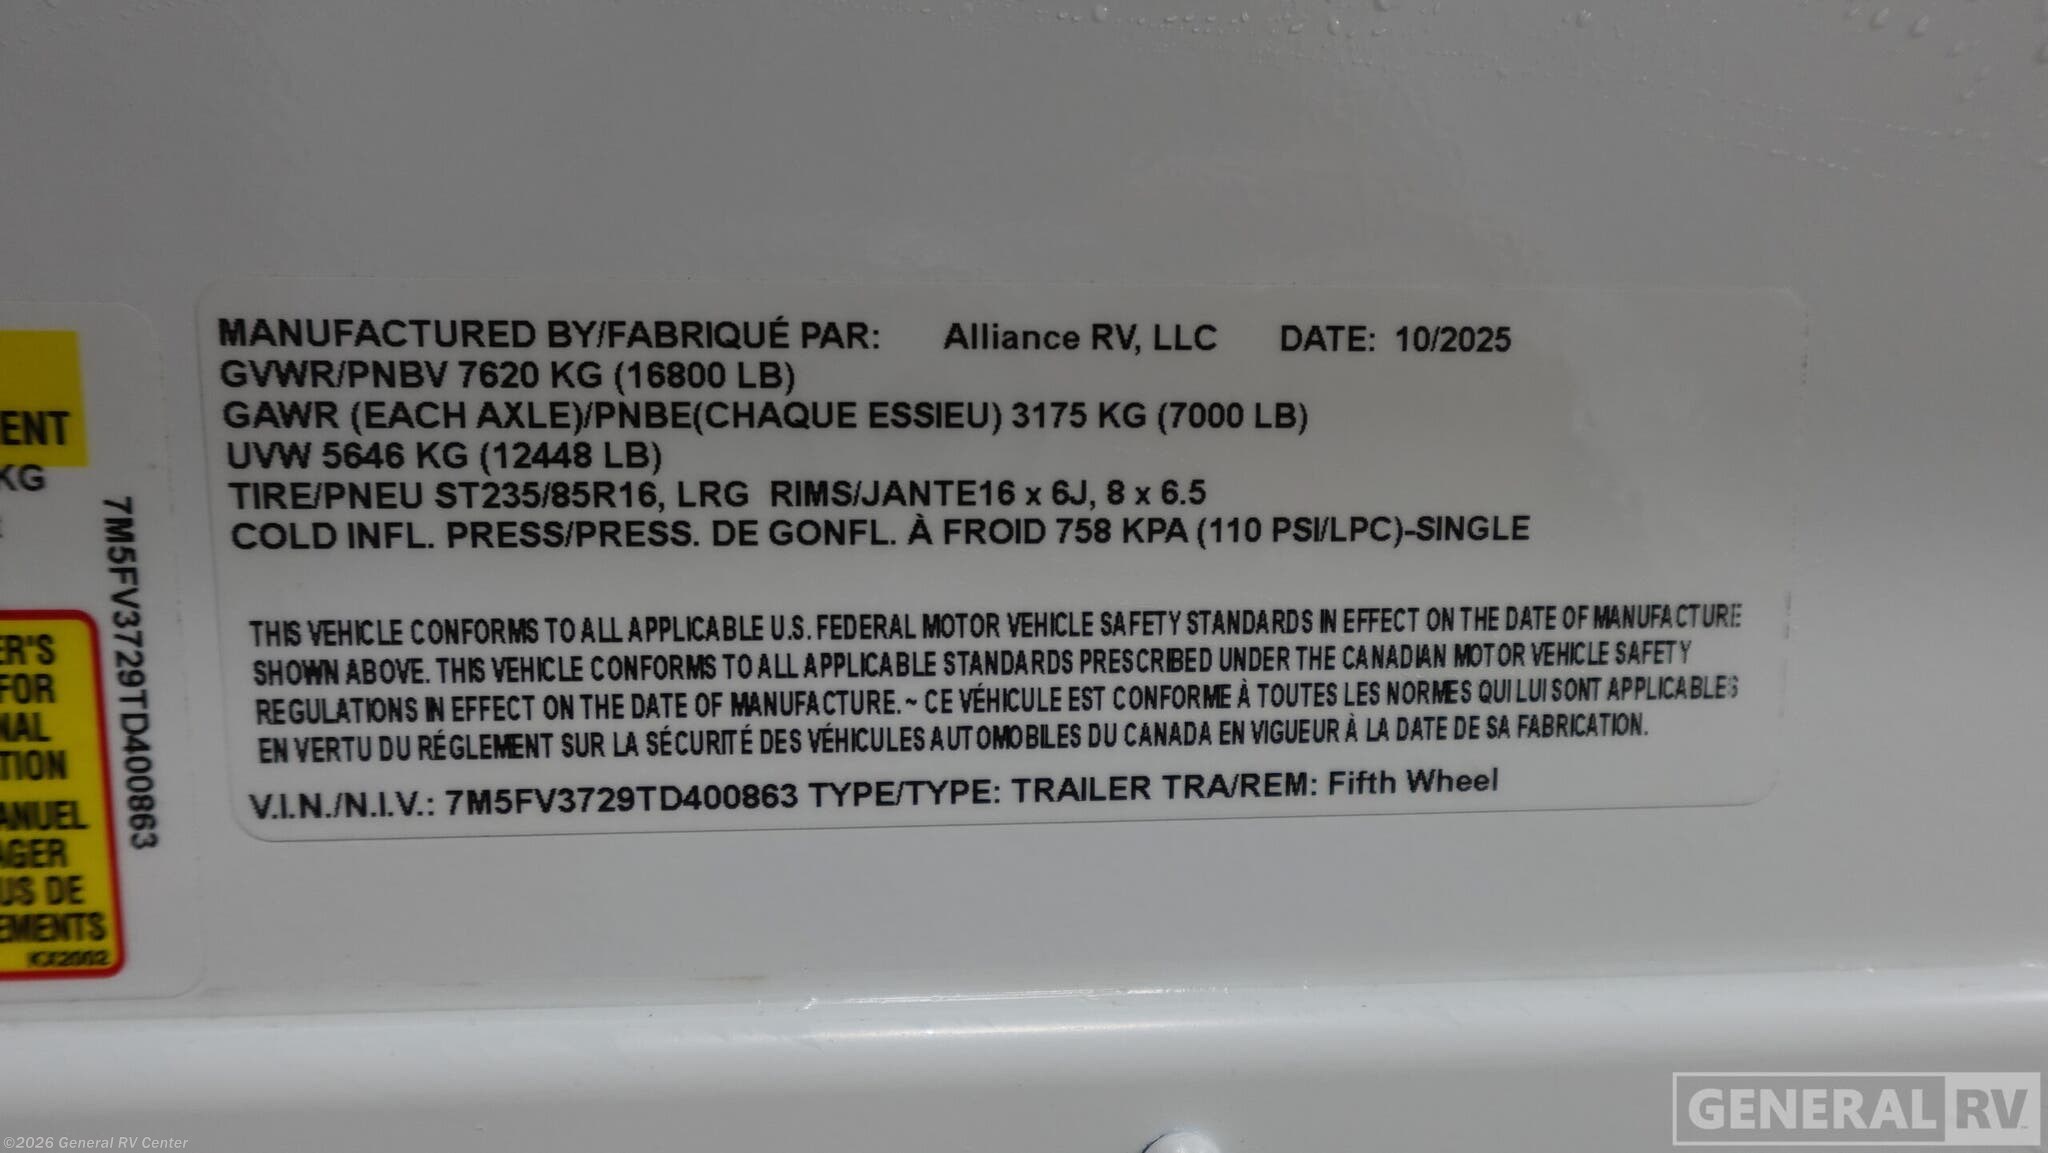 MANUFACTURED BY/FABRIQUÉ PAR: Alliance RV, LLC DATE: 10/2025
GVWR/PNBV 7620 KG (16800 LB)
GAWR (EACH AXLE)/PNBE(CHAQUE ESSIEU) 3175 KG (7000 LB)
UVW 5646 KG (12448 LB)
TIRE/PNEU ST235/85R16, LRG RIMS/JANTE16 x 6J, 8 x 6.5
COLD INFL. PRESS/PRESS. DE GONFL. À FROID 758 KPA (110 PSI/LPC)-SINGLE
THIS VEHICLE CONFORMS TO ALL APPLICABLE U.S. FEDERAL MOTOR VEHICLE SAFETY STANDARDS IN EFFECT ON THE DATE OF MANUFACTURE
SHOWN ABOVE. THIS VEHICLE CONFORMS TO ALL APPLICABLE STANDARDS PRESCRIBED UNDER THE CANADIAN MOTOR VEHICLE SAFETY
REGULATIONS IN EFFECT ON THE DATE OF MANUFACTURE. ~ CE VÉHICULE EST CONFORME À TOUTES LES NORMES QUI LUI SONT APPLICABLES
EN VERTU DU RÉGLEMENT SUR LA SÉCURITÉ DES VÉHICULES AUTOMOBILES DU CANADA EN VIGUEUR À LA DATE DE SA FABRICATION.
V.I.N./N.I.V.: 7M5FV3729TD400863 TYPE/TYPE: TRAILER TRA/REM: Fifth Wheel
ENT
KG
7M5FV3729TD400863
ER'S
FOR
NAL
TION
ANUEL
AGER
US DE
EMENTS
©2026 General RV Center
GENERAL RV